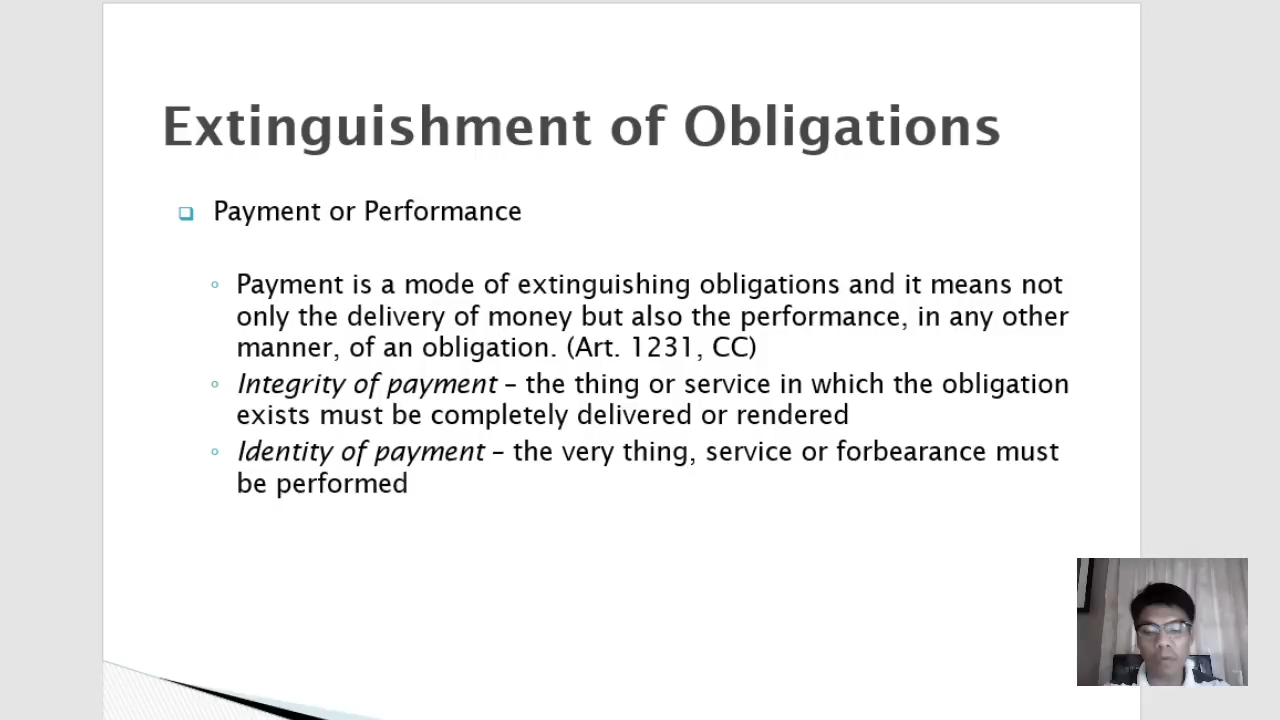 Extinguishment of Obligations
Payment or Performance
Payment is a mode of extinguishing obligations and it means not
only the delivery of money but also the performance, in any other
manner, of an obligation. (Art. 1231, CC)
Integrity of payment – the thing or service in which the obligation
exists must be completely delivered or rendered
Identity of payment – the very thing, service or forbearance must
be performed